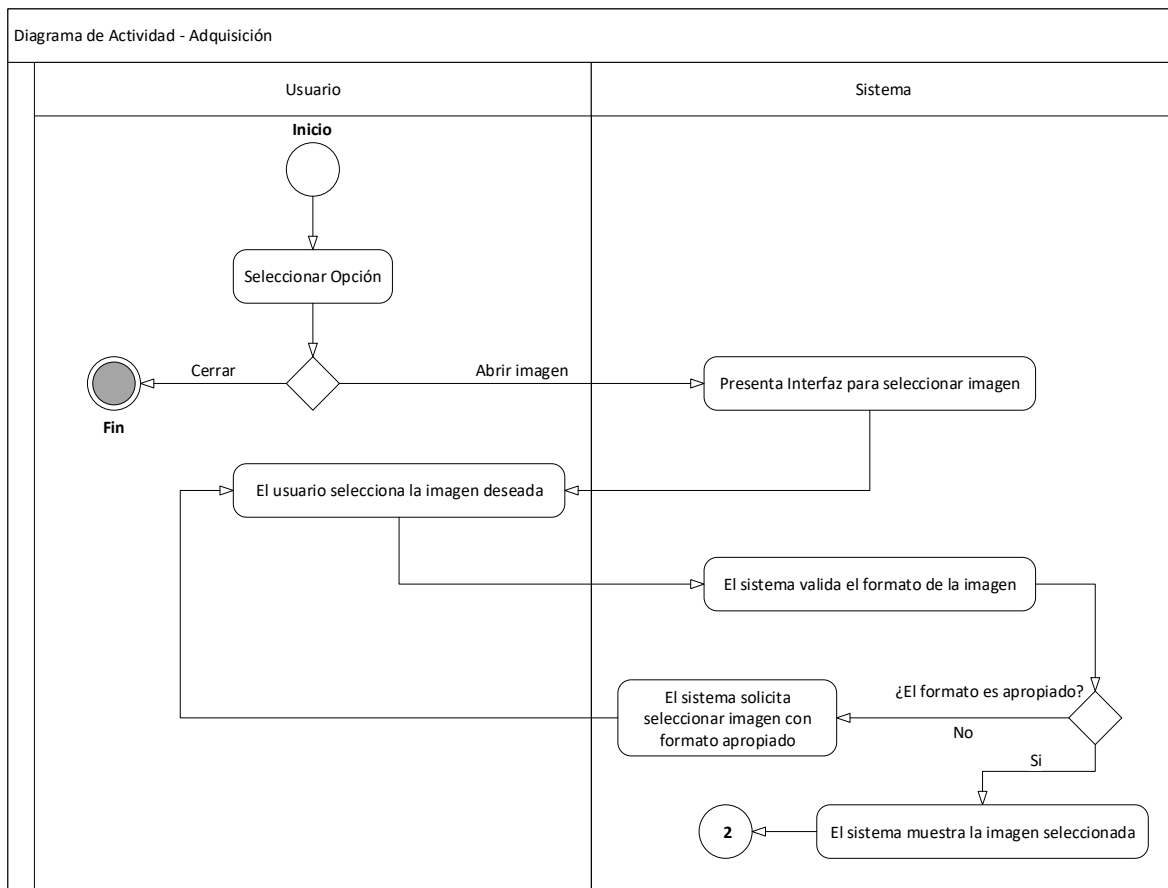 Diagrama de Actividad - Adquisición
Usuario
Sistema
Inicio
Seleccionar Opción
Cerrar
Abrir imagen
Presenta Interfaz para seleccionar imagen
Fin
El usuario selecciona la imagen deseada
El sistema valida el formato de la imagen
¿El formato es apropiado?
El sistema solicita
seleccionar imagen con
formato apropiado
No
Si
2
El sistema muestra la imagen seleccionada